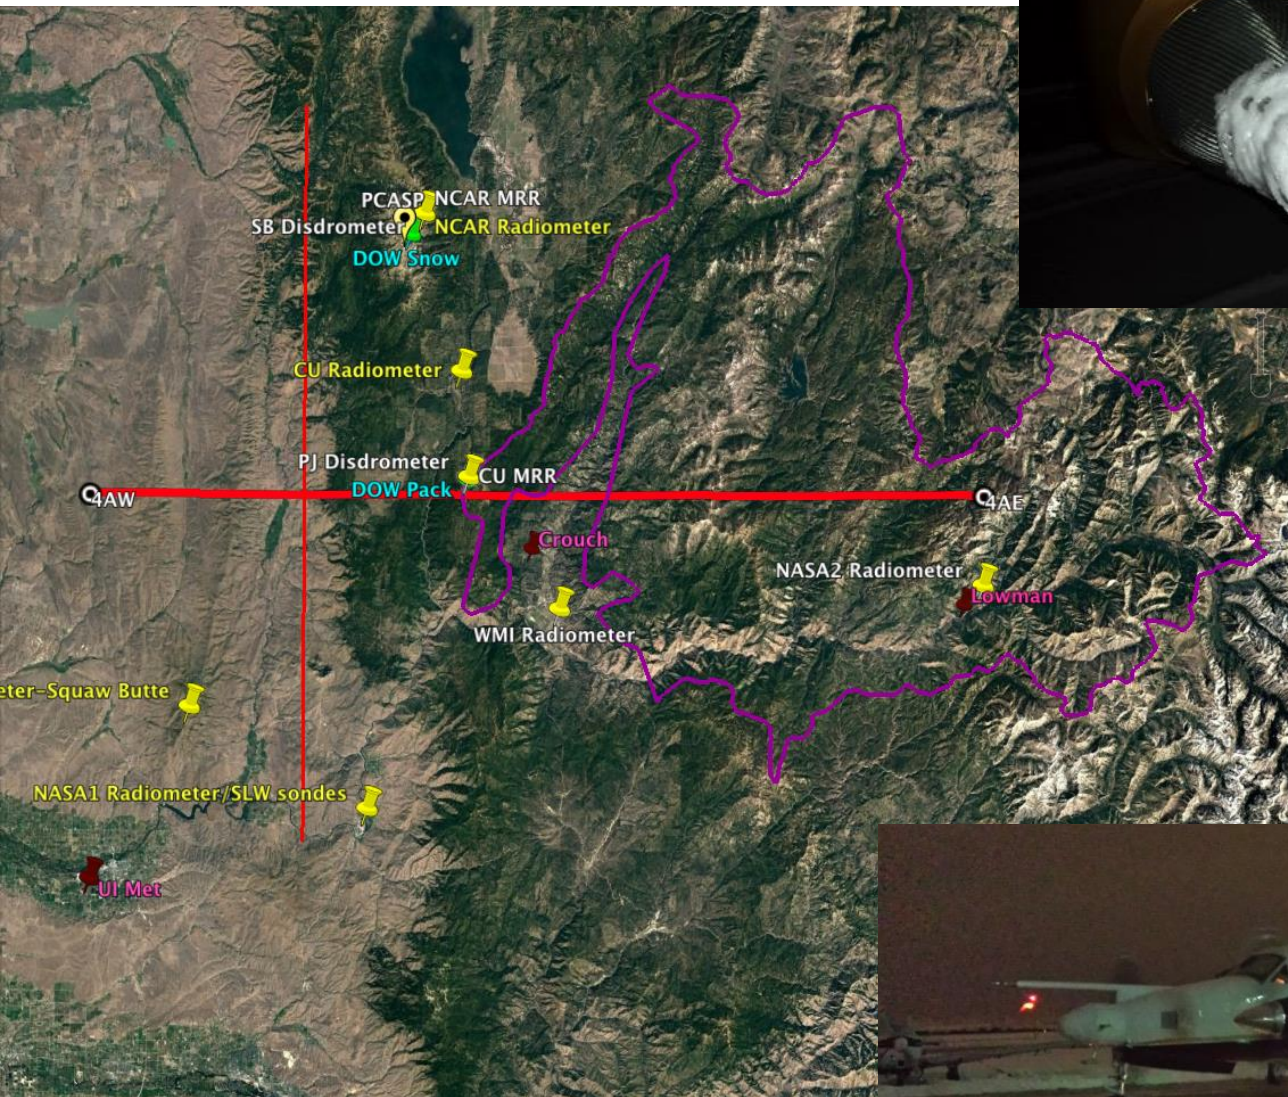 PCASP NCAR MRR
SB Disdrometer NCAR Radiometer
DOW Snow
CU Radiometer
PJ Disdrometer
CU MRR
DOW Pack
4AW
4AE
Crouch
NASA2 Radiometer
Lowman
WMI Radiometer
eter-Squaw Butte
NASA1 Radiometer/SLW sondes
UI Met